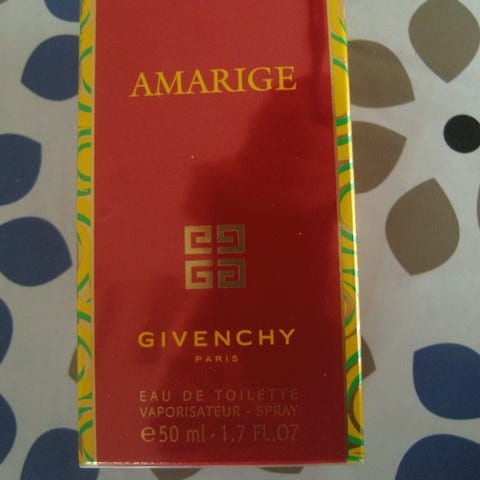 AMARIGE
GIVENCHY
PARIS
EAU DE TOILETTE
VAPORISATEUR - SPRAY
℮50 ml - 1.7 FL.OZ